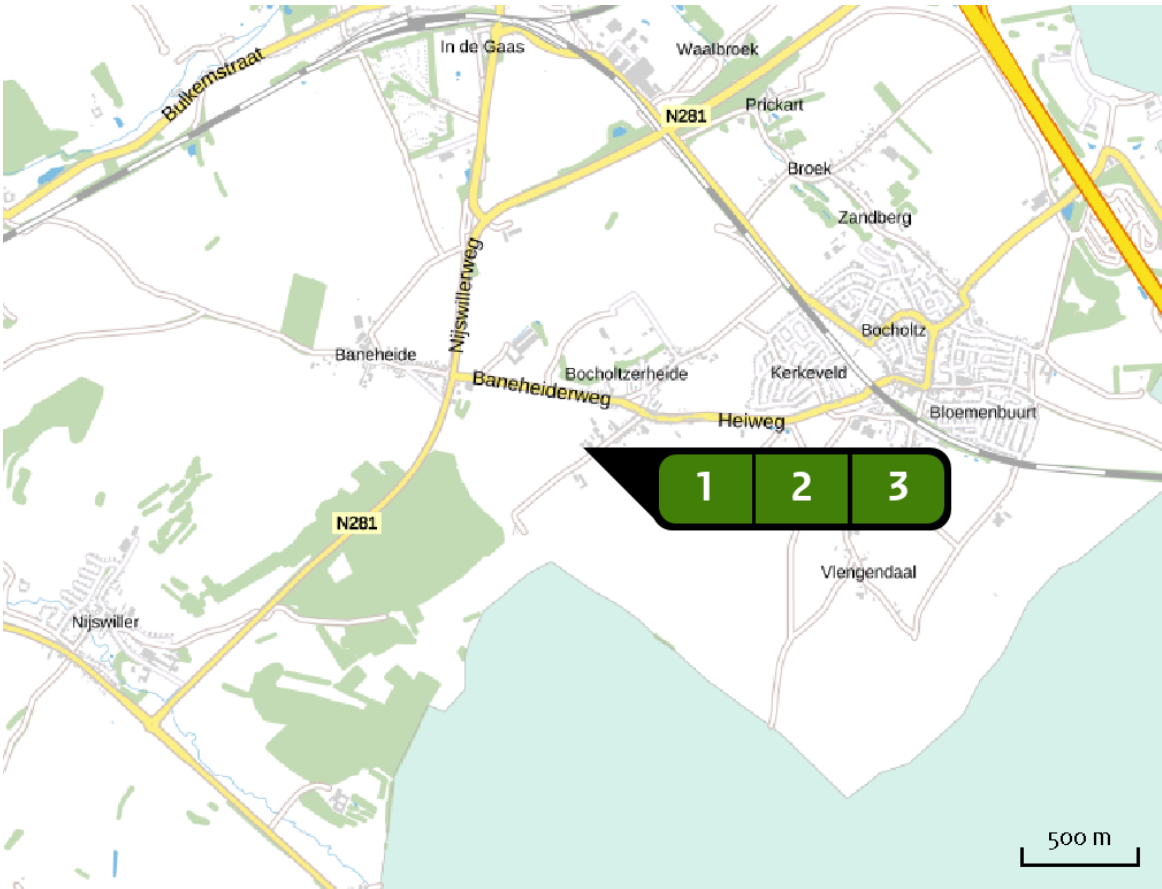 In de Gaas
Waalbroek
Bulkemstraat
Prickart
N281
Broek
Zandberg
Nijswillerweg
Bocholtz
Baneheide
Bocholtzerheide
Kerkeveld
Baneheiderweg
Bloemenbuurt
Heiweg
1 2 3
N281
Vlengendaal
Nijswiller
500 m